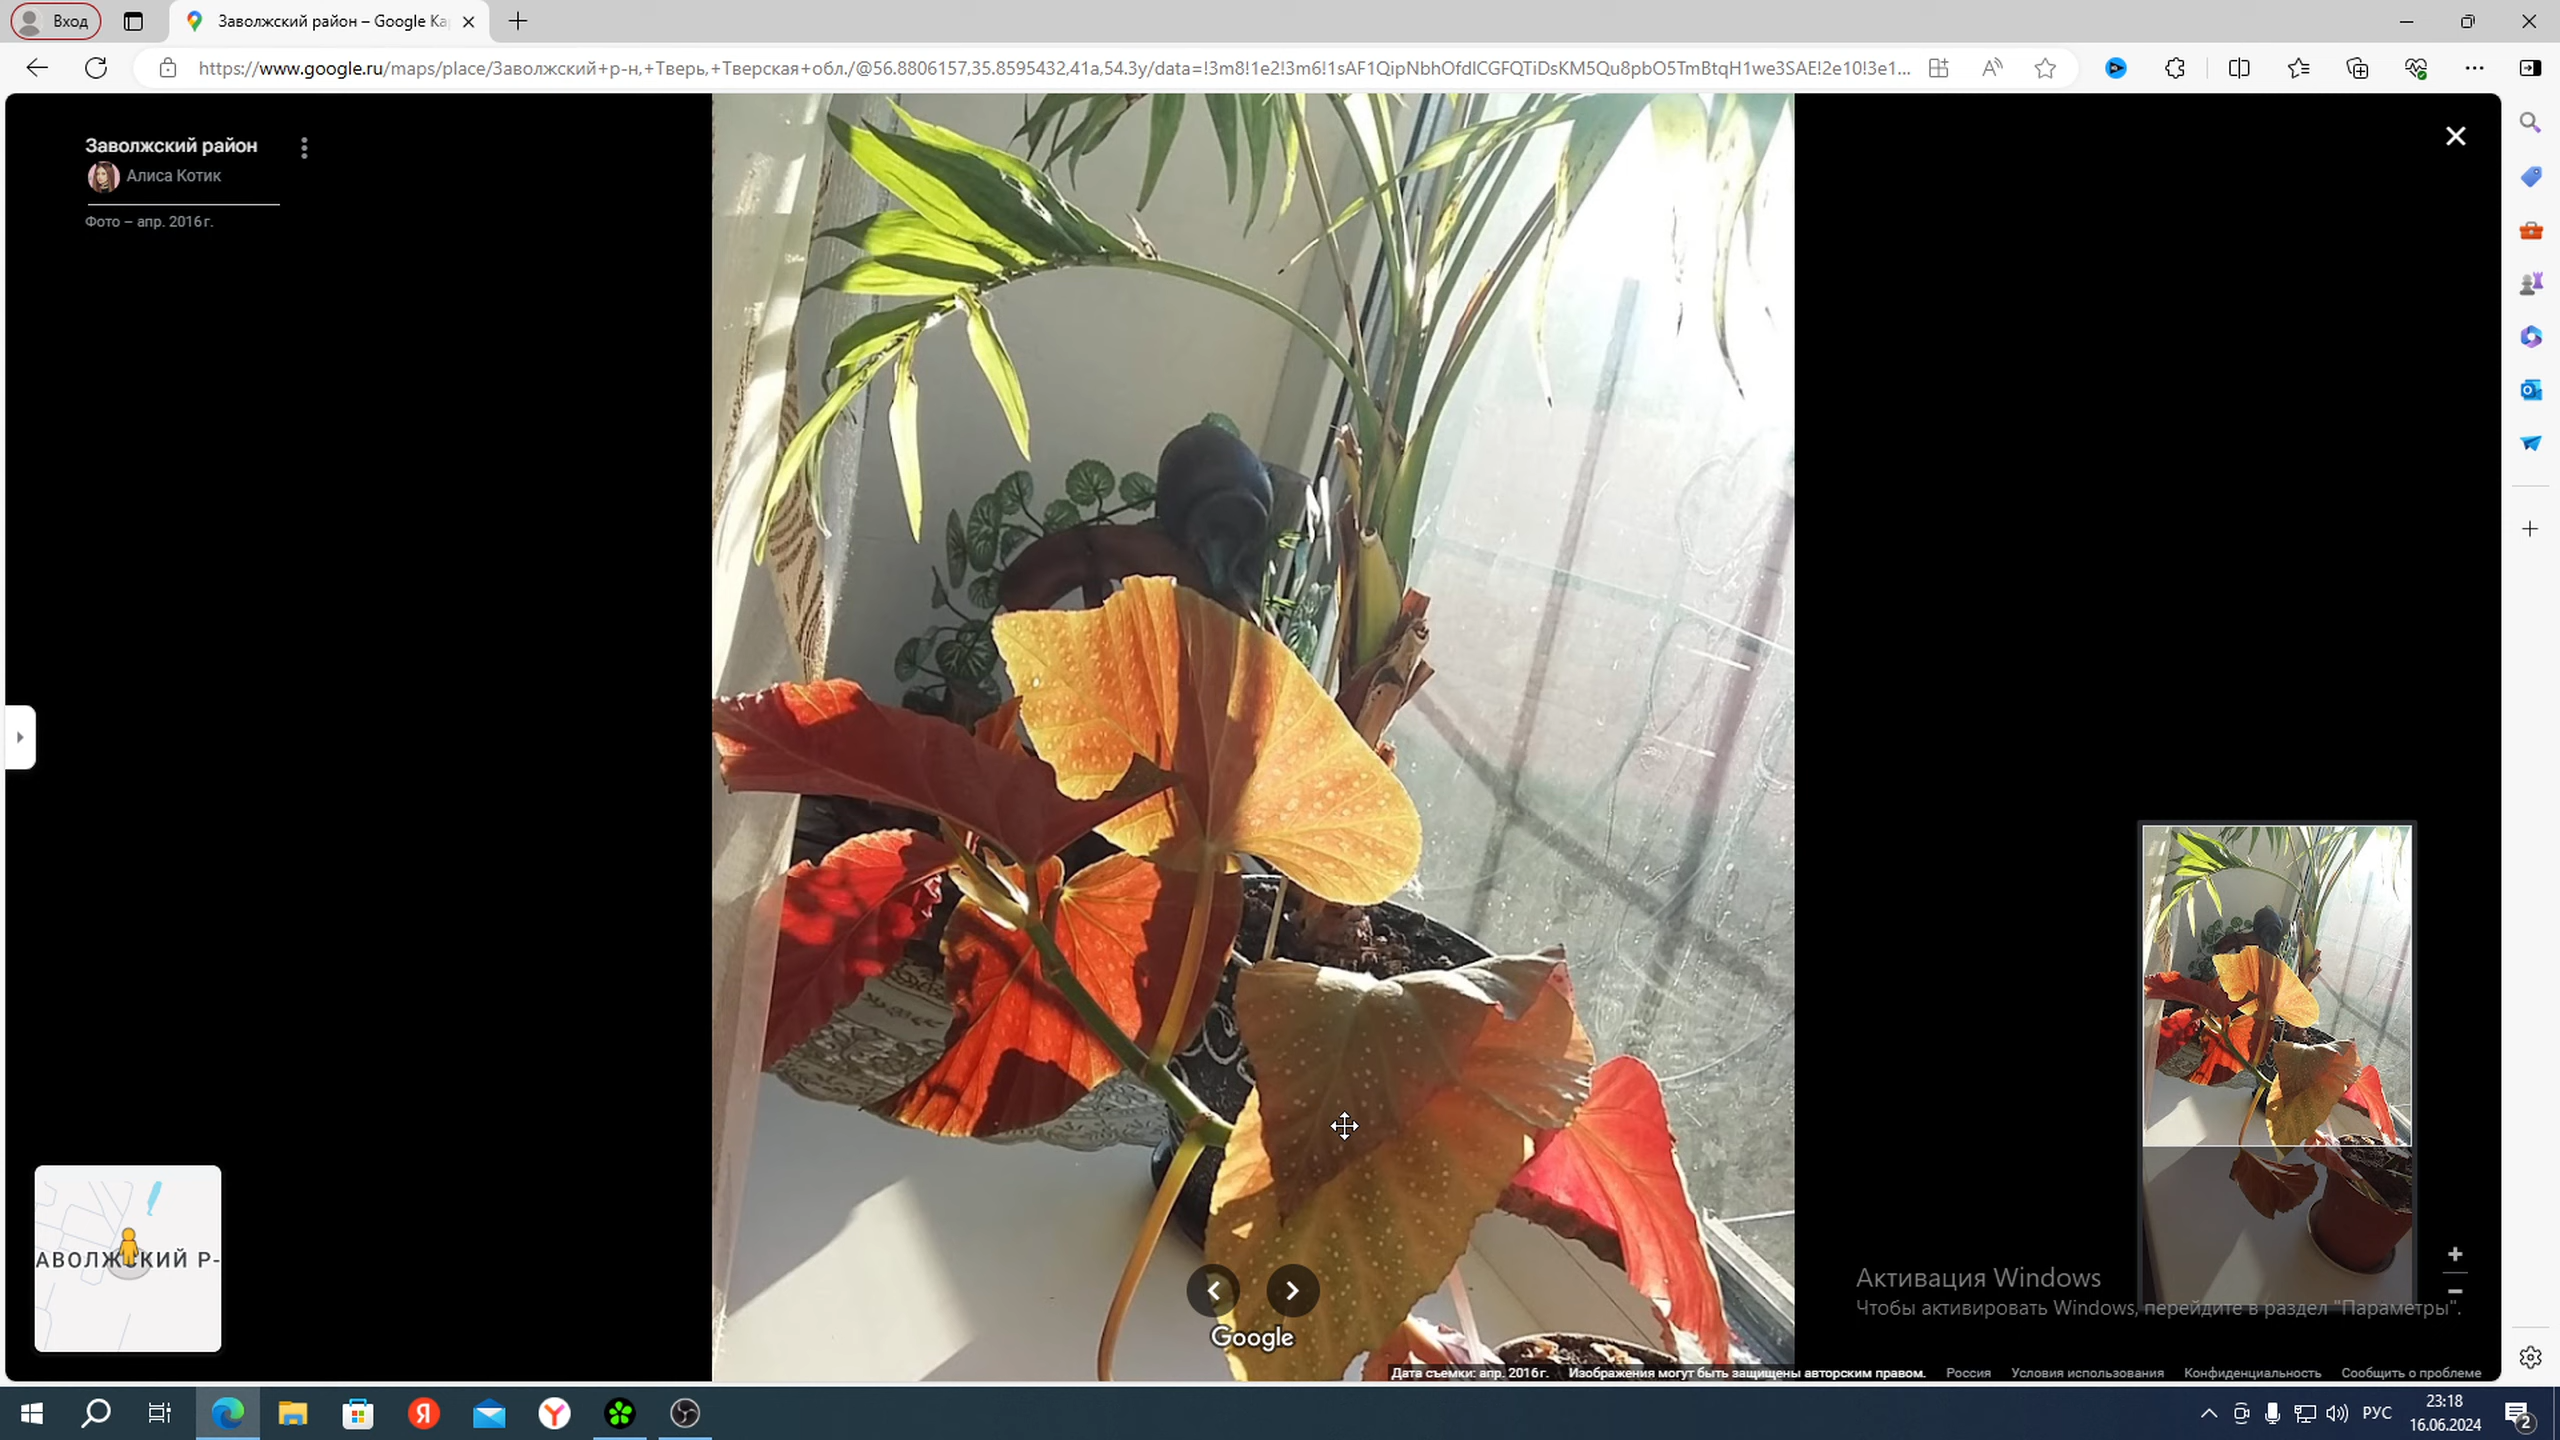 Вход
Заволжский район – Google Ка
https://www.google.ru/maps/place/Заволжский+р-н,+Тверь,+Тверская+обл./@56.8806157,35.8595432,41a,54.3y/data=!3m8!1e2!3m6!1sAF1QipNbhOfdlCGFQTiDsKM5Qu8pbO5TmBtqH1we3SAE!2e10!3e1...
Заволжский район
Алиса Котик
Фото – апр. 2016 г.
АВОЛЖСКИЙ Р-
Активация Windows
Чтобы активировать Windows, перейдите в раздел "Параметры".
Google
Дата съемки: апр. 2016 г. Изображения могут быть защищены авторским правом. Россия Условия использования Конфиденциальность Сообщить о проблеме
РУС
23:18
16.06.2024
2